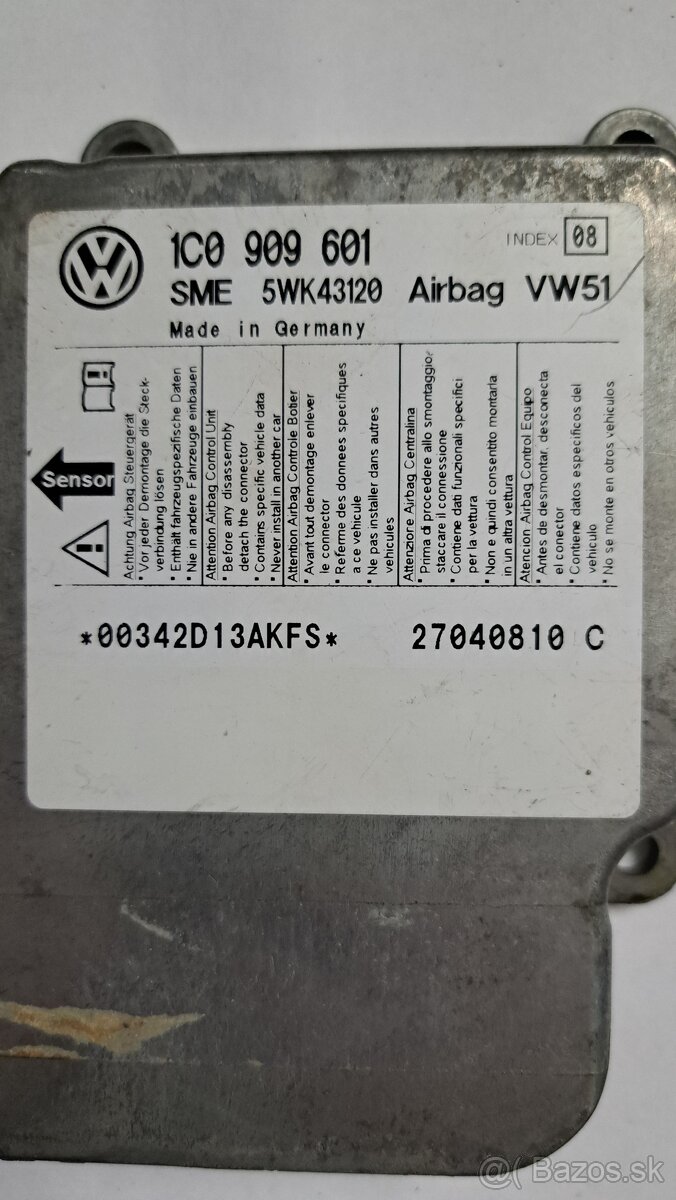 1C0 909 601
INDEX 08
SME 5WK43120 Airbag VW51
Made in Germany
Sensor
Achtung Airbag Steuergerät
* Vor jeder Demontage die Steck-
verbindung lösen
* Enthält fahrzeugspezifische Daten
* Nie in andere Fahrzeuge einbauen
Attention Airbag Control Unit
* Before any disassembly
detach the connector
* Contains specific vehicle data
* Never install in another car
Attention Airbag Controle Botier
* Avant tout demontage enlever
le connector
* Referme des donnees specifiques
a ce vehicule
* Ne pas installer dans autres
vehicules
Attenzione Airbag Centralina
* Prima di procedere allo smontaggio
staccare il connessione
* Contiene dati funzionali specifici
per la vettura
* Non e quindi consentito montarla
in un altra vettura
Atencion Airbag Control Equipo
* Antes de desmontar, desconecta
el conector
* Contiene datos especificos del
vehiculo
* No se monte en otros vehiculos
*00342D13AKFS* 27040810 C
Bazos.sk